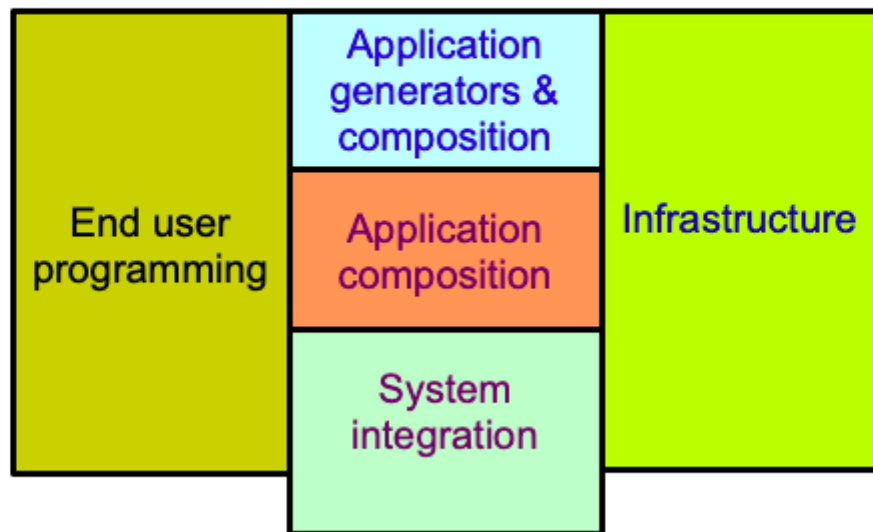 End user
programming
Application
generators &
composition
Application
composition
System
integration
Infrastructure